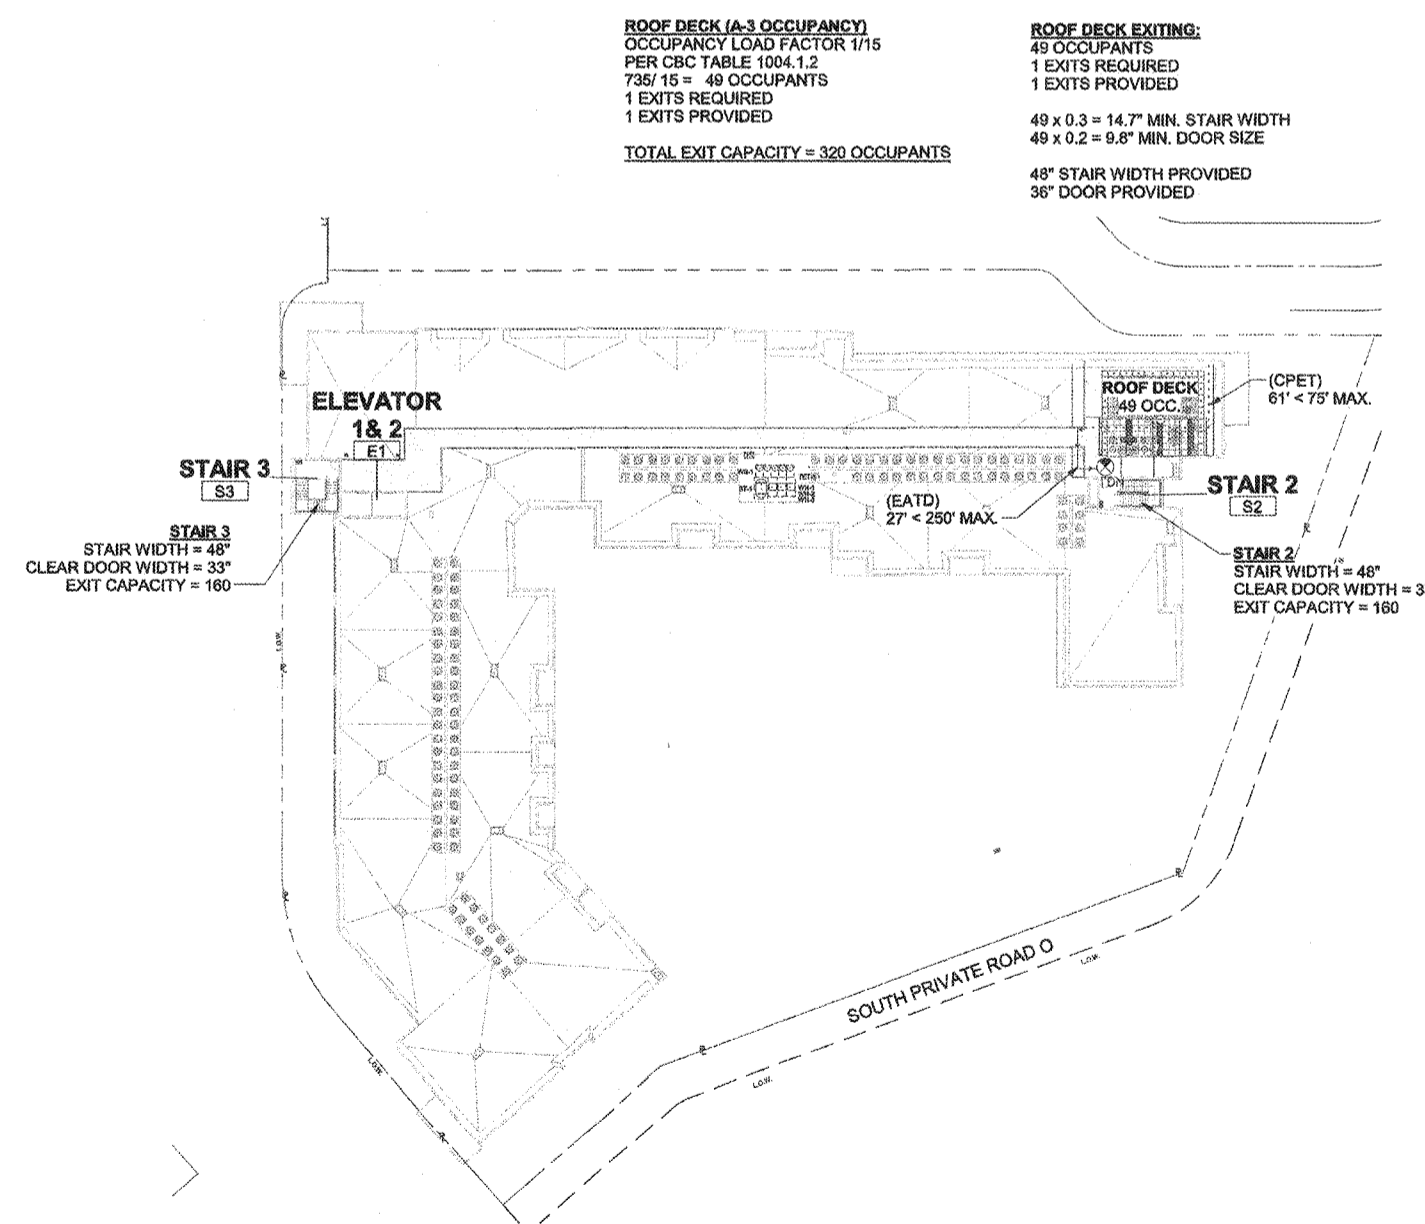 ROOF DECK (A-3 OCCUPANCY)
OCCUPANCY LOAD FACTOR 1/15
PER CBC TABLE 1004.1.2
735/ 15 = 49 OCCUPANTS
1 EXITS REQUIRED
1 EXITS PROVIDED
TOTAL EXIT CAPACITY = 320 OCCUPANTS
ROOF DECK EXITING:
49 OCCUPANTS
1 EXITS REQUIRED
1 EXITS PROVIDED
49 x 0.3 = 14.7" MIN. STAIR WIDTH
49 x 0.2 = 9.8" MIN. DOOR SIZE
48" STAIR WIDTH PROVIDED
36" DOOR PROVIDED
ROOF DECK
49 OCC.
(CPET)
61' < 75' MAX.
ELEVATOR
1& 2
E1
STAIR 3
S3
STAIR 3
STAIR WIDTH = 48"
CLEAR DOOR WIDTH = 33"
EXIT CAPACITY = 160
(EATD)
27' < 250' MAX.
DN
STAIR 2
S2
STAIR 2
STAIR WIDTH = 48"
CLEAR DOOR WIDTH = 3
EXIT CAPACITY = 160
L.O.W.
SOUTH PRIVATE ROAD O
L.O.W.
L.O.W.
L.O.W.